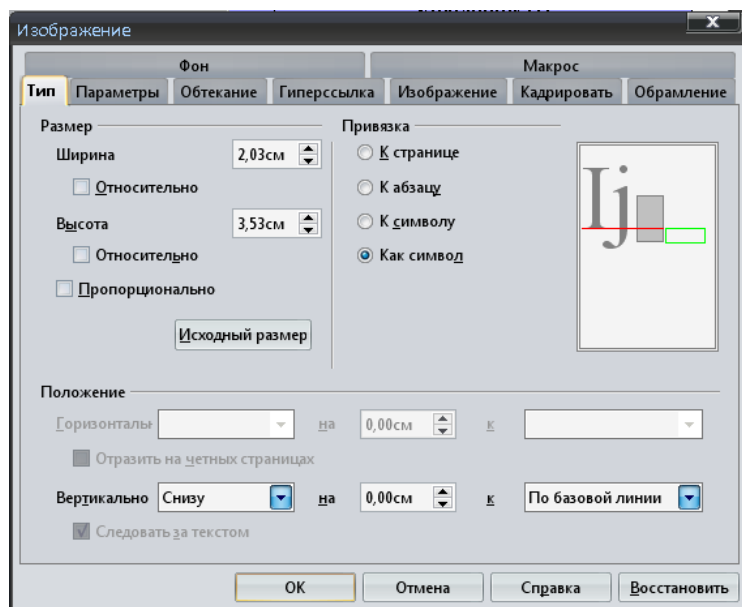 Изображение
Фон Макрос
Тип Параметры Обтекание Гиперссылка Изображение Кадрировать Обрамление
Размер Привязка
Ширина 2,03см К странице
Относительно К абзацу
Высота 3,53см К символу
Относительно Как символ
Пропорционально
Исходный размер
Ij
Положение
Горизонталы на 0,00см к
Отразить на четных страницах
Вертикально Снизу на 0,00см к По базовой линии
Следовать за текстом
ОК Отмена Справка Восстановить